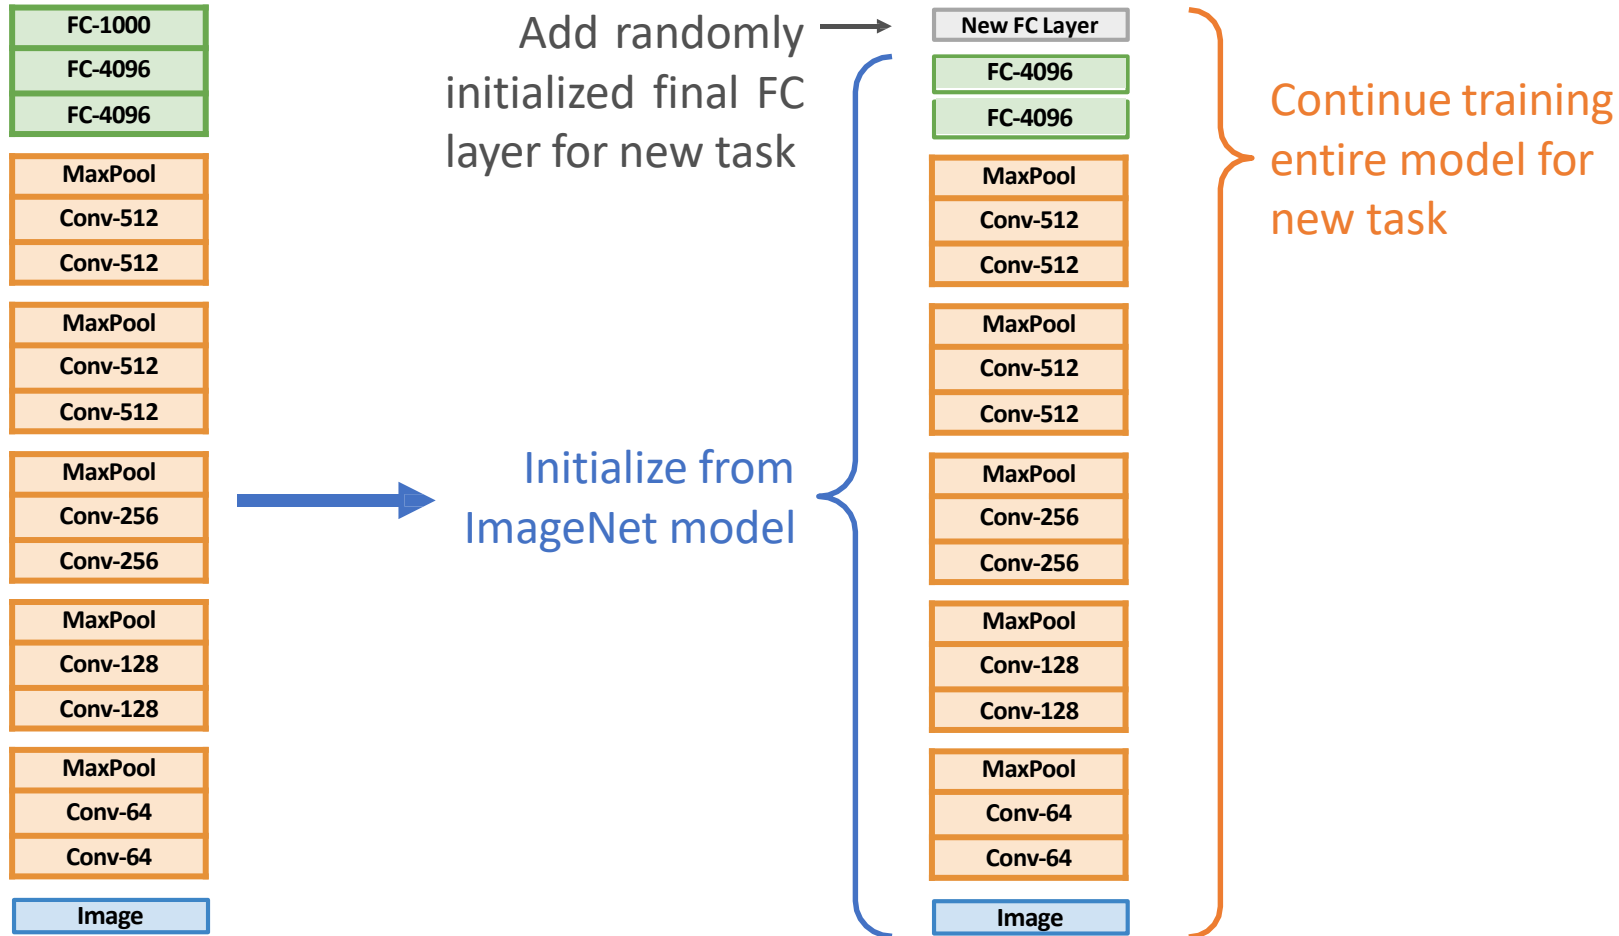 FC-1000
FC-4096
FC-4096
MaxPool
Conv-512
Conv-512
MaxPool
Conv-512
Conv-512
MaxPool
Conv-256
Conv-256
MaxPool
Conv-128
Conv-128
MaxPool
Conv-64
Conv-64
Image
Add randomly
initialized final FC
layer for new task
Initialize from
ImageNet model
New FC Layer
FC-4096
FC-4096
MaxPool
Conv-512
Conv-512
MaxPool
Conv-512
Conv-512
MaxPool
Conv-256
Conv-256
MaxPool
Conv-128
Conv-128
MaxPool
Conv-64
Conv-64
Image
Continue training
entire model for
new task